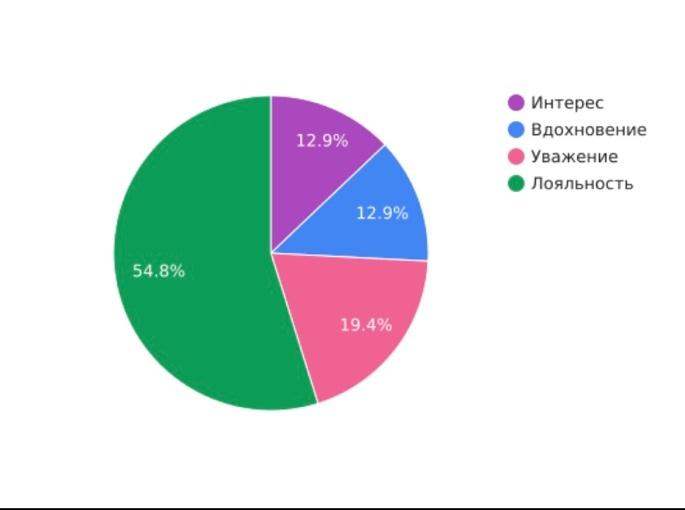 Интерес
Вдохновение
Уважение
Лояльность
12.9%
12.9%
19.4%
54.8%